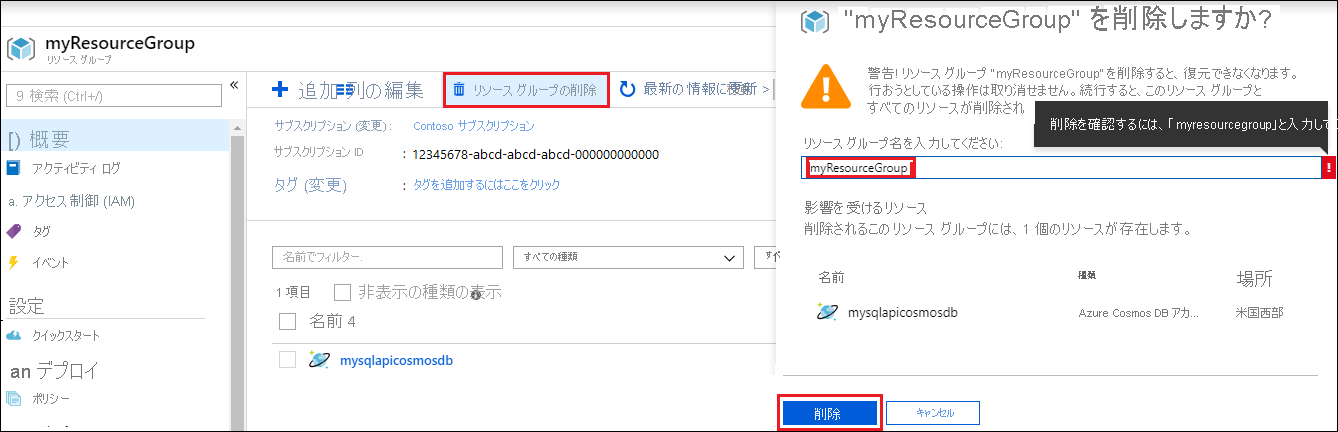 myResourceGroup
リソース グループ
9 検索 (Ctrl+/)
«
[) 概要
アクティビティ ログ
a. アクセス制御 (IAM)
タグ
イベント
設定
クイックスタート
an デプロイ
ポリシー
追加列の編集
リソース グループの削除
最新の情報に更新 >
サブスクリプション (変更):
Contoso サブスクリプション
サブスクリプション ID
: 12345678-abcd-abcd-abcd-000000000000
タグ (変更)
: タグを追加するにはここをクリック
名前でフィルター.
すべての種類
すべ
1 項目
非表示の種類の表示
名前 4
mysqlapicosmosdb
"myResourceGroup" を削除しますか?
警告! リソース グループ "myResourceGroup" を削除すると、復元できなくなります。
行おうとしている操作は取り消せません。続行すると、このリソース グループと
すべてのリソースが削除され
削除を確認するには、「 myresourcegroup」と入力して
リソース グループ名を入力してください:
myResourceGroup
!
影響を受けるリソース
削除されるこのリソース グループには、1 個のリソースが存在します。
名前
種類
場所
mysqlapicosmosdb
Azure Cosmos DB アカ...
米国西部
削除
キャンセル